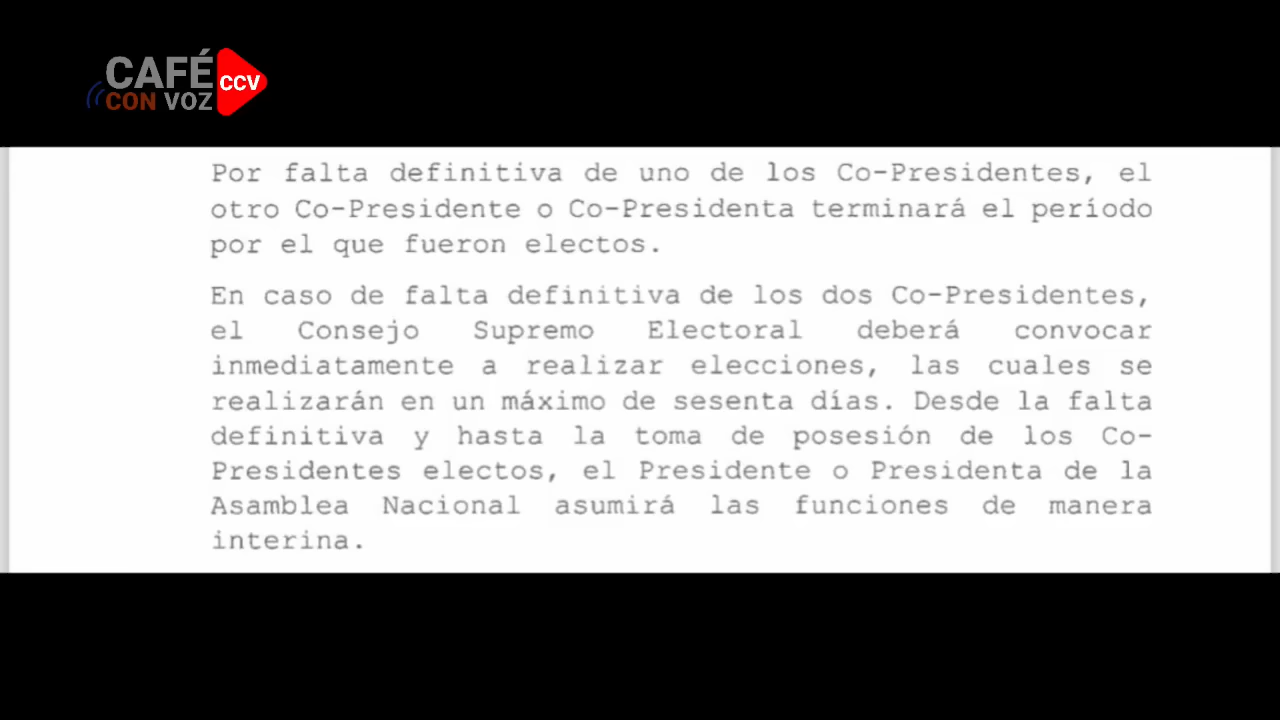 CAFÉ
CON VOZ
CCV
Por falta definitiva de uno de los Co-Presidentes, el
otro Co-Presidente o Co-Presidenta terminará el período
por el que fueron electos.
En caso de falta definitiva de los dos Co-Presidentes,
el Consejo Supremo Electoral deberá convocar
inmediatamente a realizar elecciones, las cuales se
realizarán en un máximo de sesenta días. Desde la falta
definitiva y hasta la toma de posesión de los Co-
Presidentes electos, el Presidente o Presidenta de la
Asamblea Nacional asumirá las funciones de manera
interina.